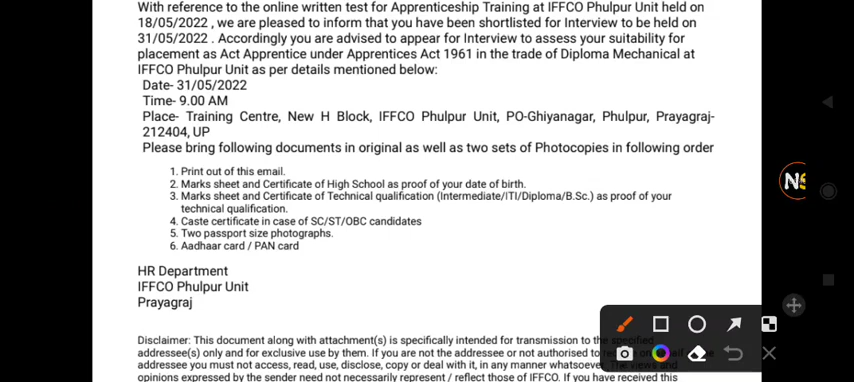 With reference to the online written test for Apprenticeship Training at IFFCO Phulpur Unit held on
18/05/2022 , we are pleased to inform that you have been shortlisted for Interview to be held on
31/05/2022 . Accordingly you are advised to appear for Interview to assess your suitability for
placement as Act Apprentice under Apprentices Act 1961 in the trade of Diploma Mechanical at
IFFCO Phulpur Unit as per details mentioned below:
Date- 31/05/2022
Time- 9.00 AM
Place- Training Centre, New H Block, IFFCO Phulpur Unit, PO-Ghiyanagar, Phulpur, Prayagraj-
212404, UP
Please bring following documents in original as well as two sets of Photocopies in following order
1. Print out of this email.
2. Marks sheet and Certificate of High School as proof of your date of birth.
3. Marks sheet and Certificate of Technical qualification (Intermediate/ITI/Diploma/B.Sc.) as proof of your
technical qualification.
4. Caste certificate in case of SC/ST/OBC candidates
5. Two passport size photographs.
6. Aadhaar card / PAN card
HR Department
IFFCO Phulpur Unit
Prayagraj
Disclaimer: This document along with attachment(s) is specifically intended for transmission to the specified
addressee(s) only and for exclusive use by them. If you are not the addressee or not authorised to
addressee you must not access, read, use, disclose, copy or deal with it, in any manner whatsoever. The views and
opinions expressed by the sender need not necessarily represent / reflect those of IFFCO. If you have received this